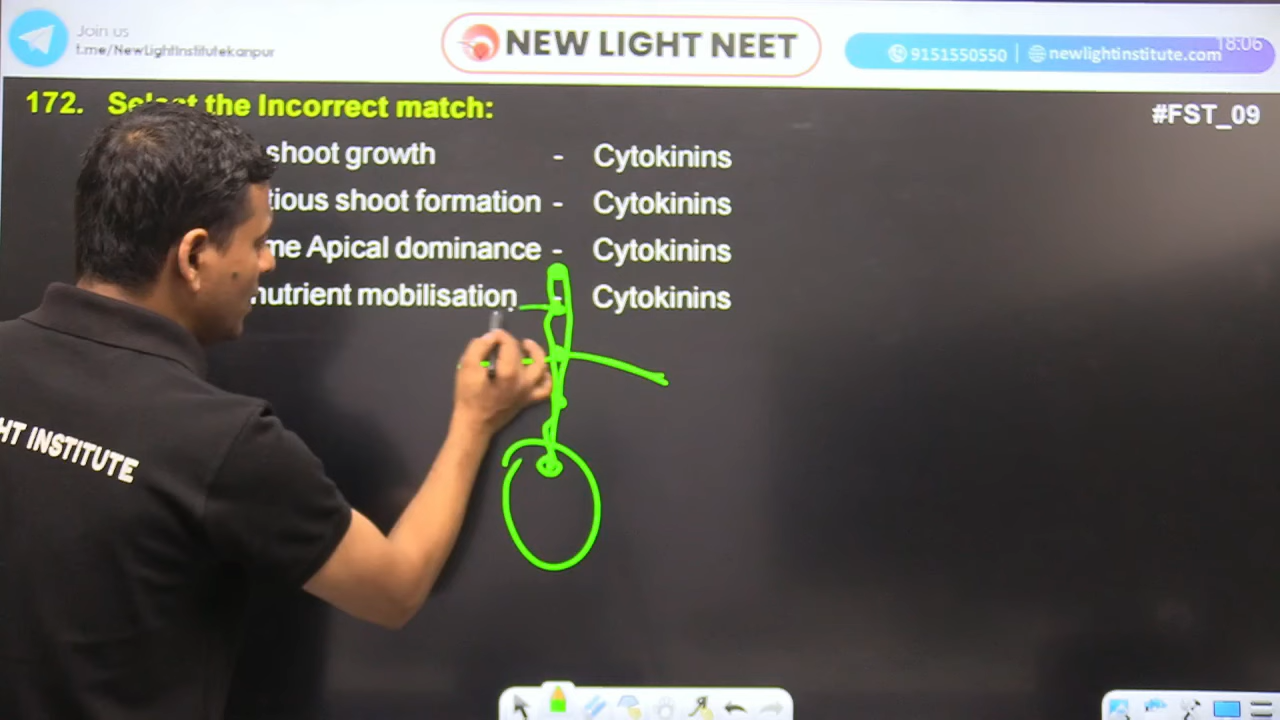 Join us
t.me/NewLightInstitutekanpur
NEW LIGHT NEET
9151550550 | newlightinstitute.com
18:06
172. Select the Incorrect match:
#FST_09
shoot growth - Cytokinins
tious shoot formation - Cytokinins
me Apical dominance - Cytokinins
nutrient mobilisation - Cytokinins
HT INSTITUTE